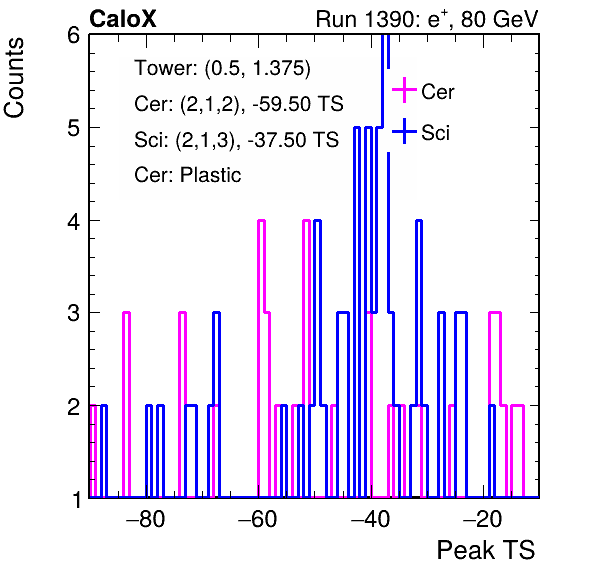 CaloX Run 1390: e⁺, 80 GeV
Counts
Tower: (0.5, 1.375)
Cer: (2,1,2), -59.50 TS
Sci: (2,1,3), -37.50 TS
Cer: Plastic
Cer
Sci
6
5
4
3
2
1
−80 −60 −40 −20
Peak TS